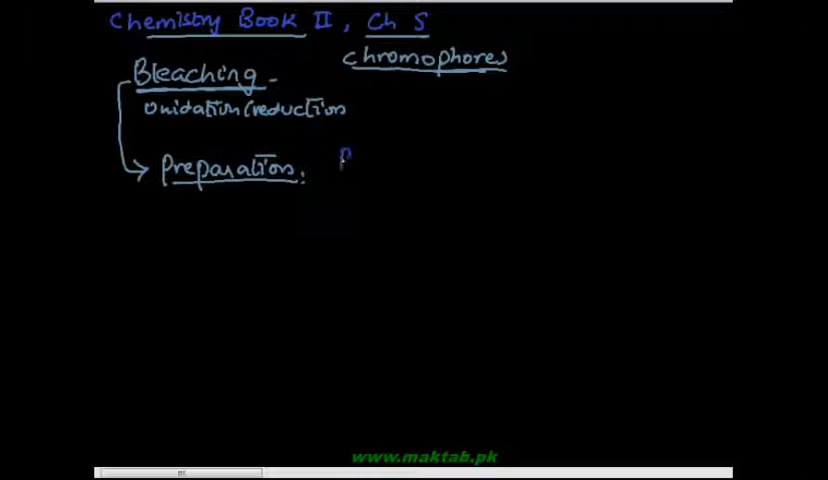 Chemistry Book II, Ch 5
chromophores
Bleaching -
Oxidation/reduction
Preparation:
www.maktab.pk